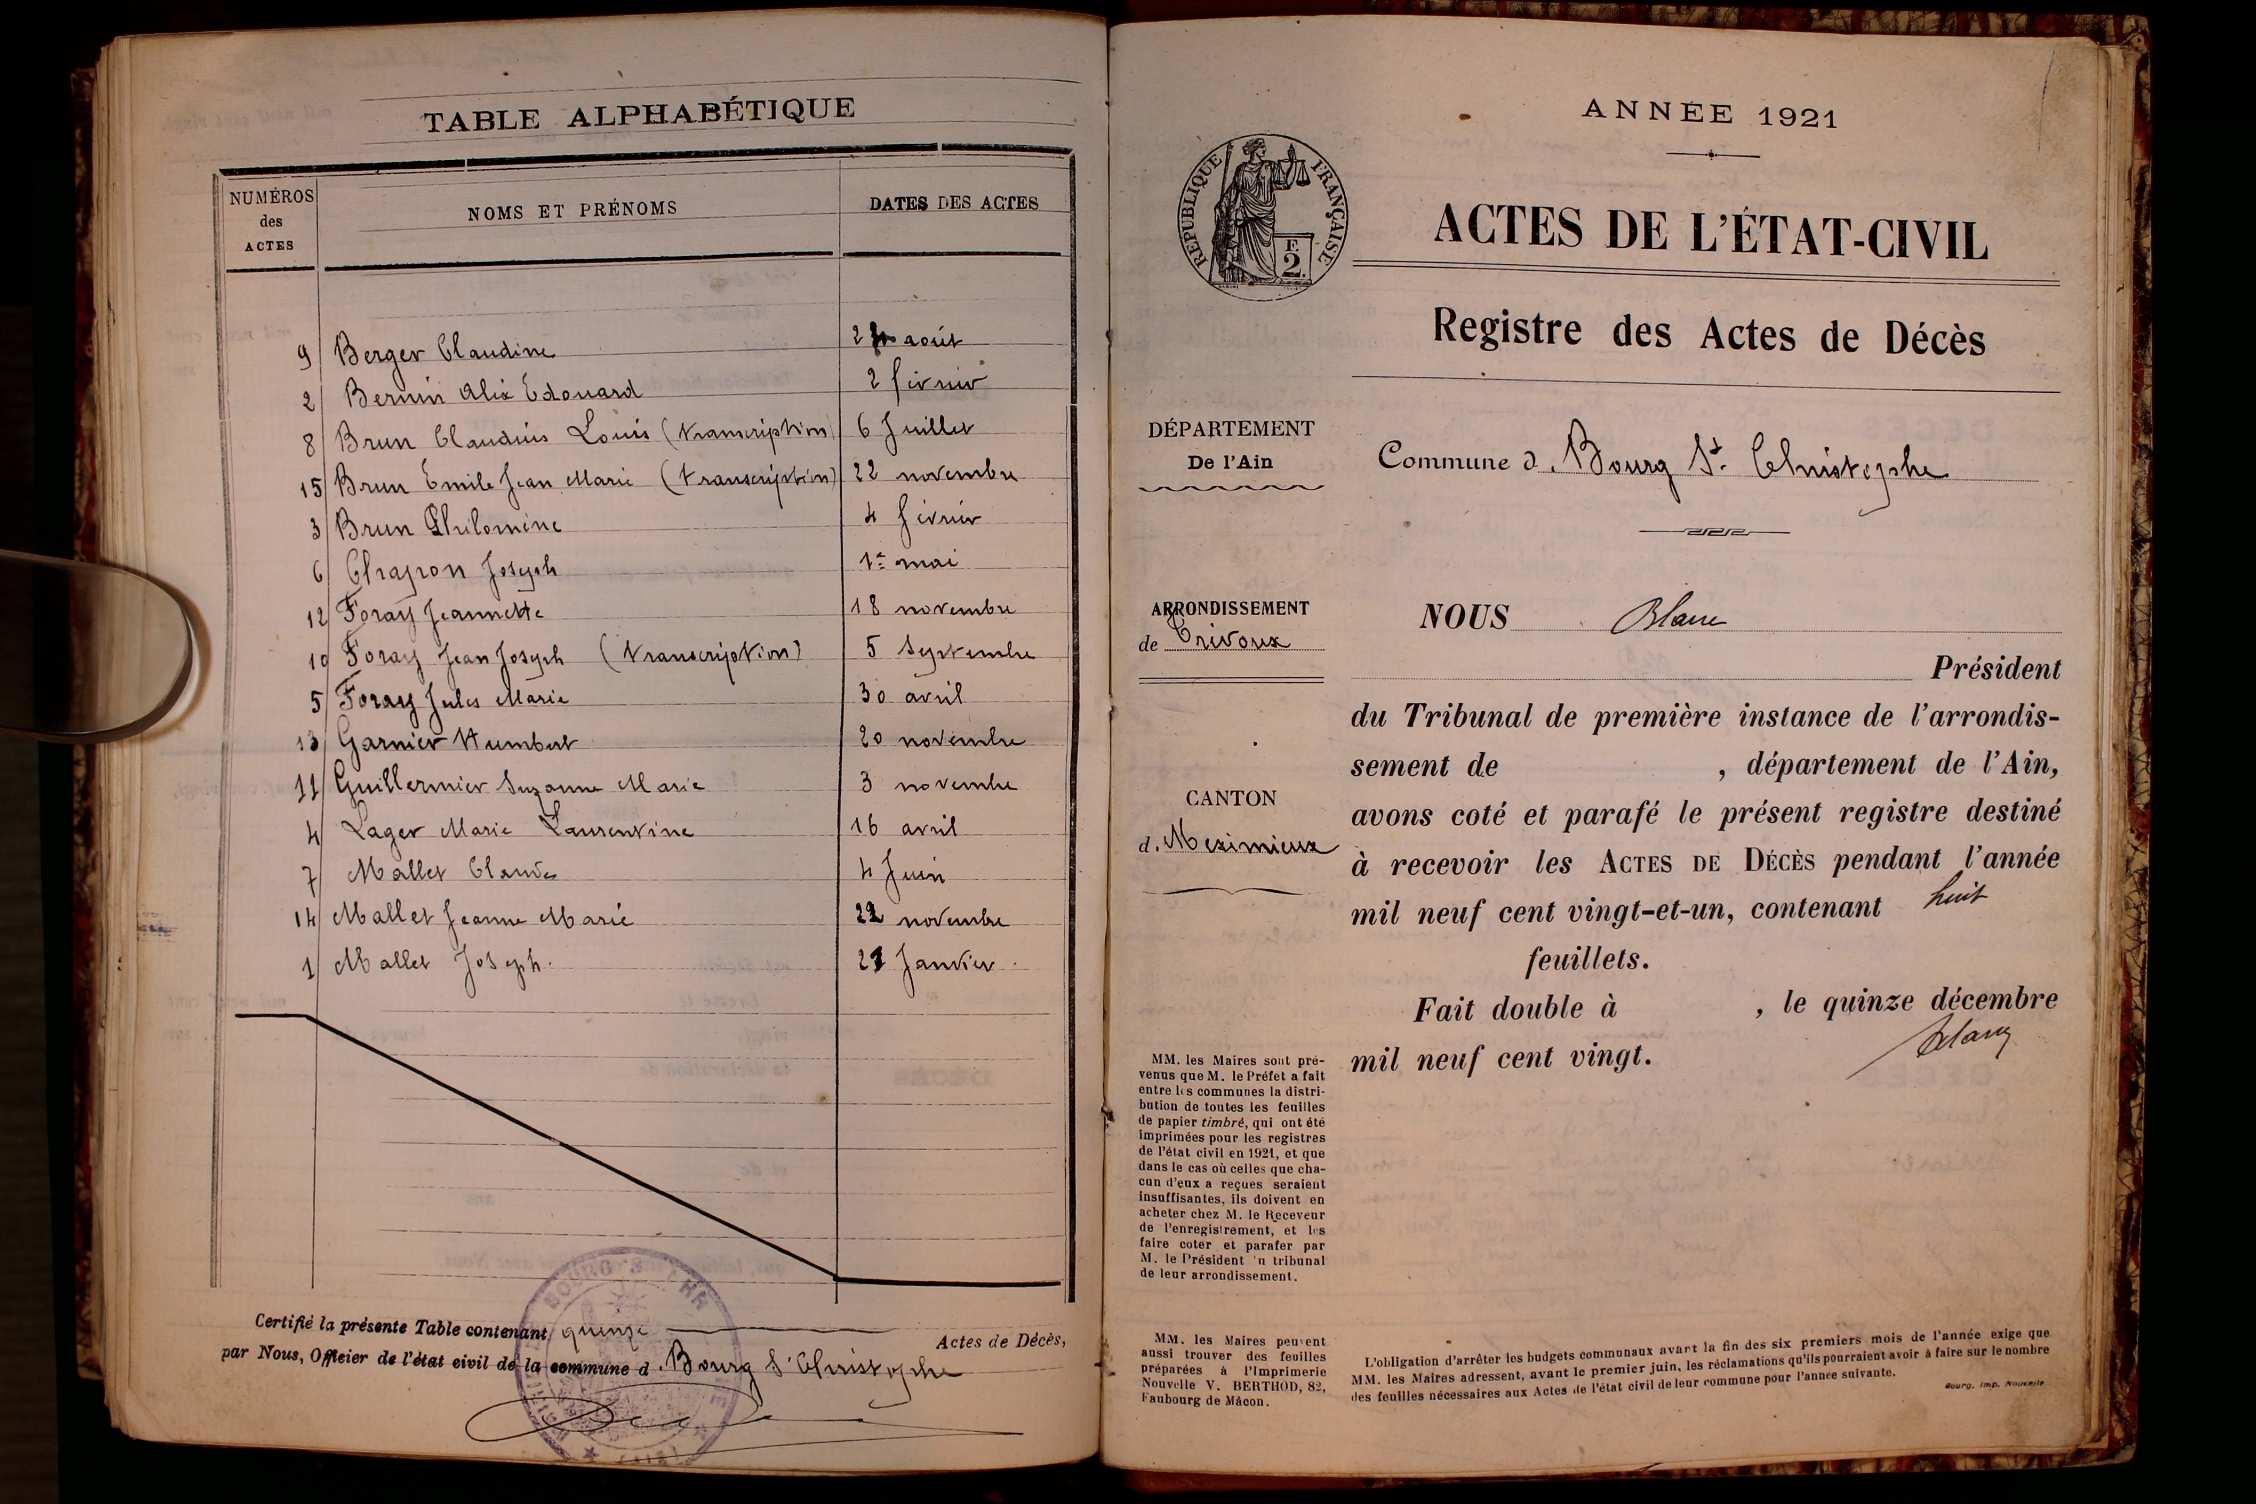 TABLE ALPHABÉTIQUE
NUMÉROS des ACTES NOMS ET PRÉNOMS DATES DES ACTES
9 Berger Claudine 24 août
2 Bernin Alix Edouard 2 février
8 Brun Claudius Louis (transcription) 6 Juillet
15 Brun Emile Jean Marie (transcription) 22 novembre
3 Brun Philomène 4 février
6 Chapon Joseph 1er mai
12 Foray Jeannette 18 novembre
10 Foray Jean Joseph (transcription) 5 Septembre
5 Foray Jules Marie 30 avril
13 Garnier Humbert 20 novembre
11 Guillermier Suzanne Marie 3 novembre
4 Lager Marie Laurentine 16 avril
7 Mallet Claude 4 Juin
14 Mallet Jeanne Marie 22 novembre
1 Mallet Joseph. 21 Janvier.
Certifié la présente Table contenant quinze Actes de Décès,
par Nous, Officier de l'état civil de la commune d. Bourg St Christophe
ANNÉE 1921
RÉPUBLIQUE FRANÇAISE
F.
2.
ACTES DE L'ÉTAT-CIVIL
Registre des Actes de Décès
DÉPARTEMENT
De l'Ain
Commune d. Bourg St. Christophe
ARRONDISSEMENT
de Trévoux
CANTON
d. Meximieux
NOUS Blanc
Président
du Tribunal de première instance de l'arrondis-
sement de , département de l'Ain,
avons coté et parafé le présent registre destiné
à recevoir les ACTES DE DÉCÈS pendant l'année
mil neuf cent vingt-et-un, contenant huit
feuillets.
Fait double à , le quinze décembre
mil neuf cent vingt.
Blanc
MM. les Maires sont pré-
venus que M. le Préfet a fait
entre les communes la distri-
bution de toutes les feuilles
de papier timbré, qui ont été
imprimées pour les registres
de l'état civil en 1921, et que
dans le cas où celles que cha-
cun d'eux a reçues seraient
insuffisantes, ils doivent en
acheter chez M. le Receveur
de l'enregistrement, et les
faire coter et parafer par
M. le Président du tribunal
de leur arrondissement.
MM. les Maires peuvent
aussi trouver des feuilles
préparées à l'Imprimerie
Nouvelle V. BERTHOD, 82,
Faubourg de Mâcon.
L'obligation d'arrêter les budgets communaux avant la fin des six premiers mois de l'année exige que
MM. les Maires adressent, avant le premier juin, les réclamations qu'ils pourraient avoir à faire sur le nombre
des feuilles nécessaires aux Actes de l'état civil de leur commune pour l'année suivante.
Bourg, Imp. Nouvelle